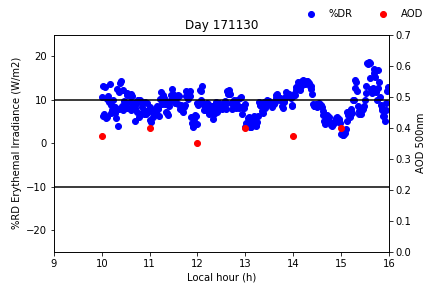 %DR AOD
Day 171130
%RD Erythemal Irradiance (W/m2)
20
10
0
−10
−20
0.7
0.6
0.5
0.4
0.3
0.2
0.1
0.0
AOD 500nm
9 10 11 12 13 14 15 16
Local hour (h)